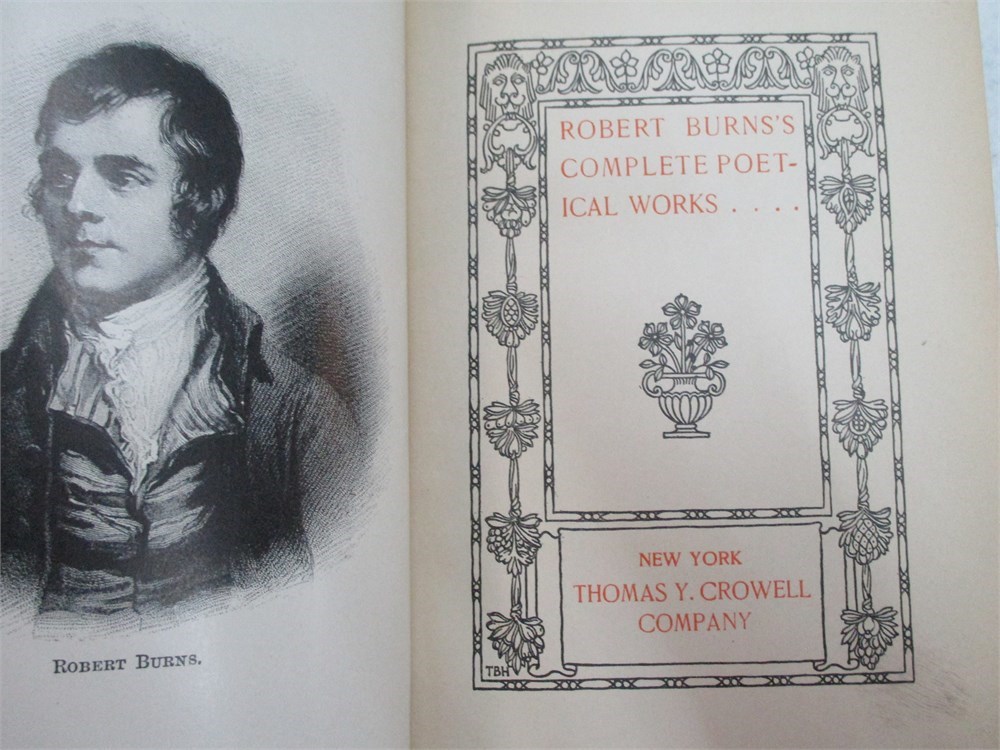 ROBERT BURNS.
ROBERT BURNS'S
COMPLETE POET-
ICAL WORKS . . . .
NEW YORK
THOMAS Y. CROWELL
COMPANY
TBH